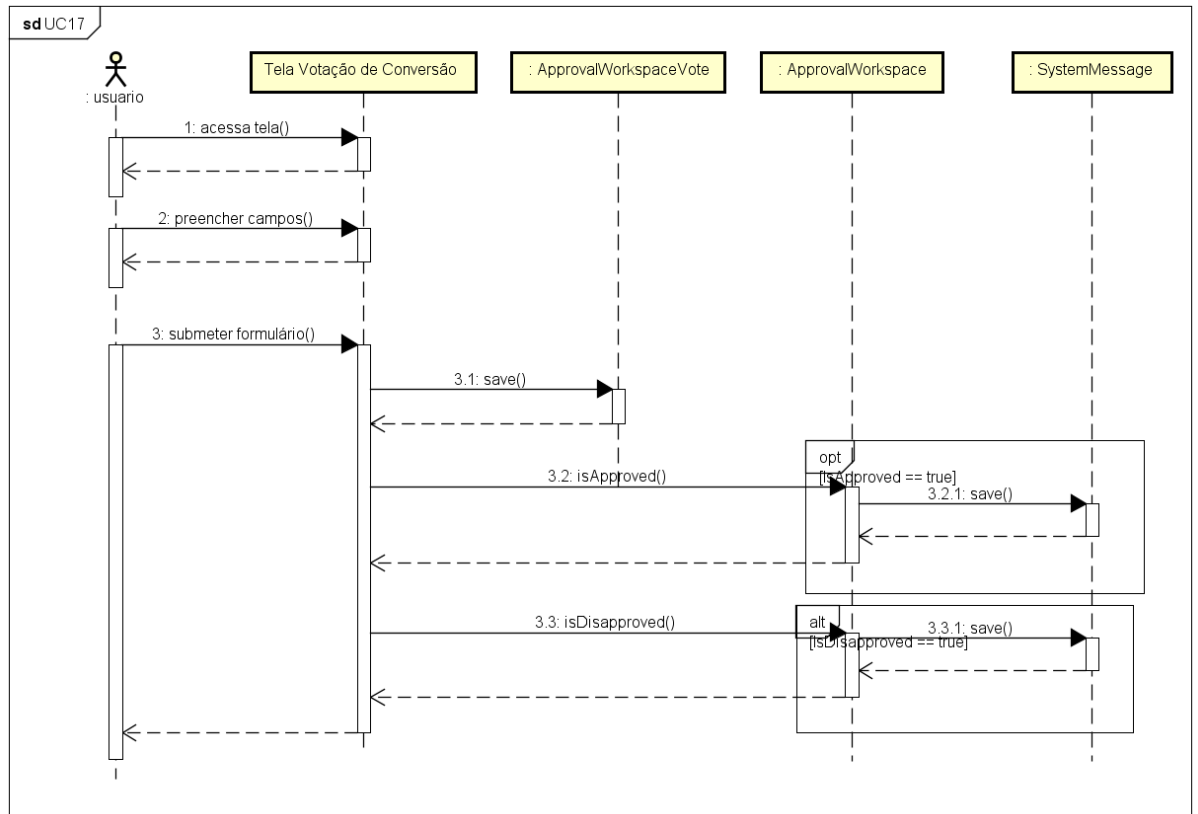 sd UC17
: usuario
Tela Votação de Conversão
: ApprovalWorkspaceVote
: ApprovalWorkspace
: SystemMessage
1: acessa tela()
2: preencher campos()
3: submeter formulário()
3.1: save()
opt
[isApproved == true]
3.2: isApproved()
3.2.1: save()
alt
[isDisapproved == true]
3.3: isDisapproved()
3.3.1: save()